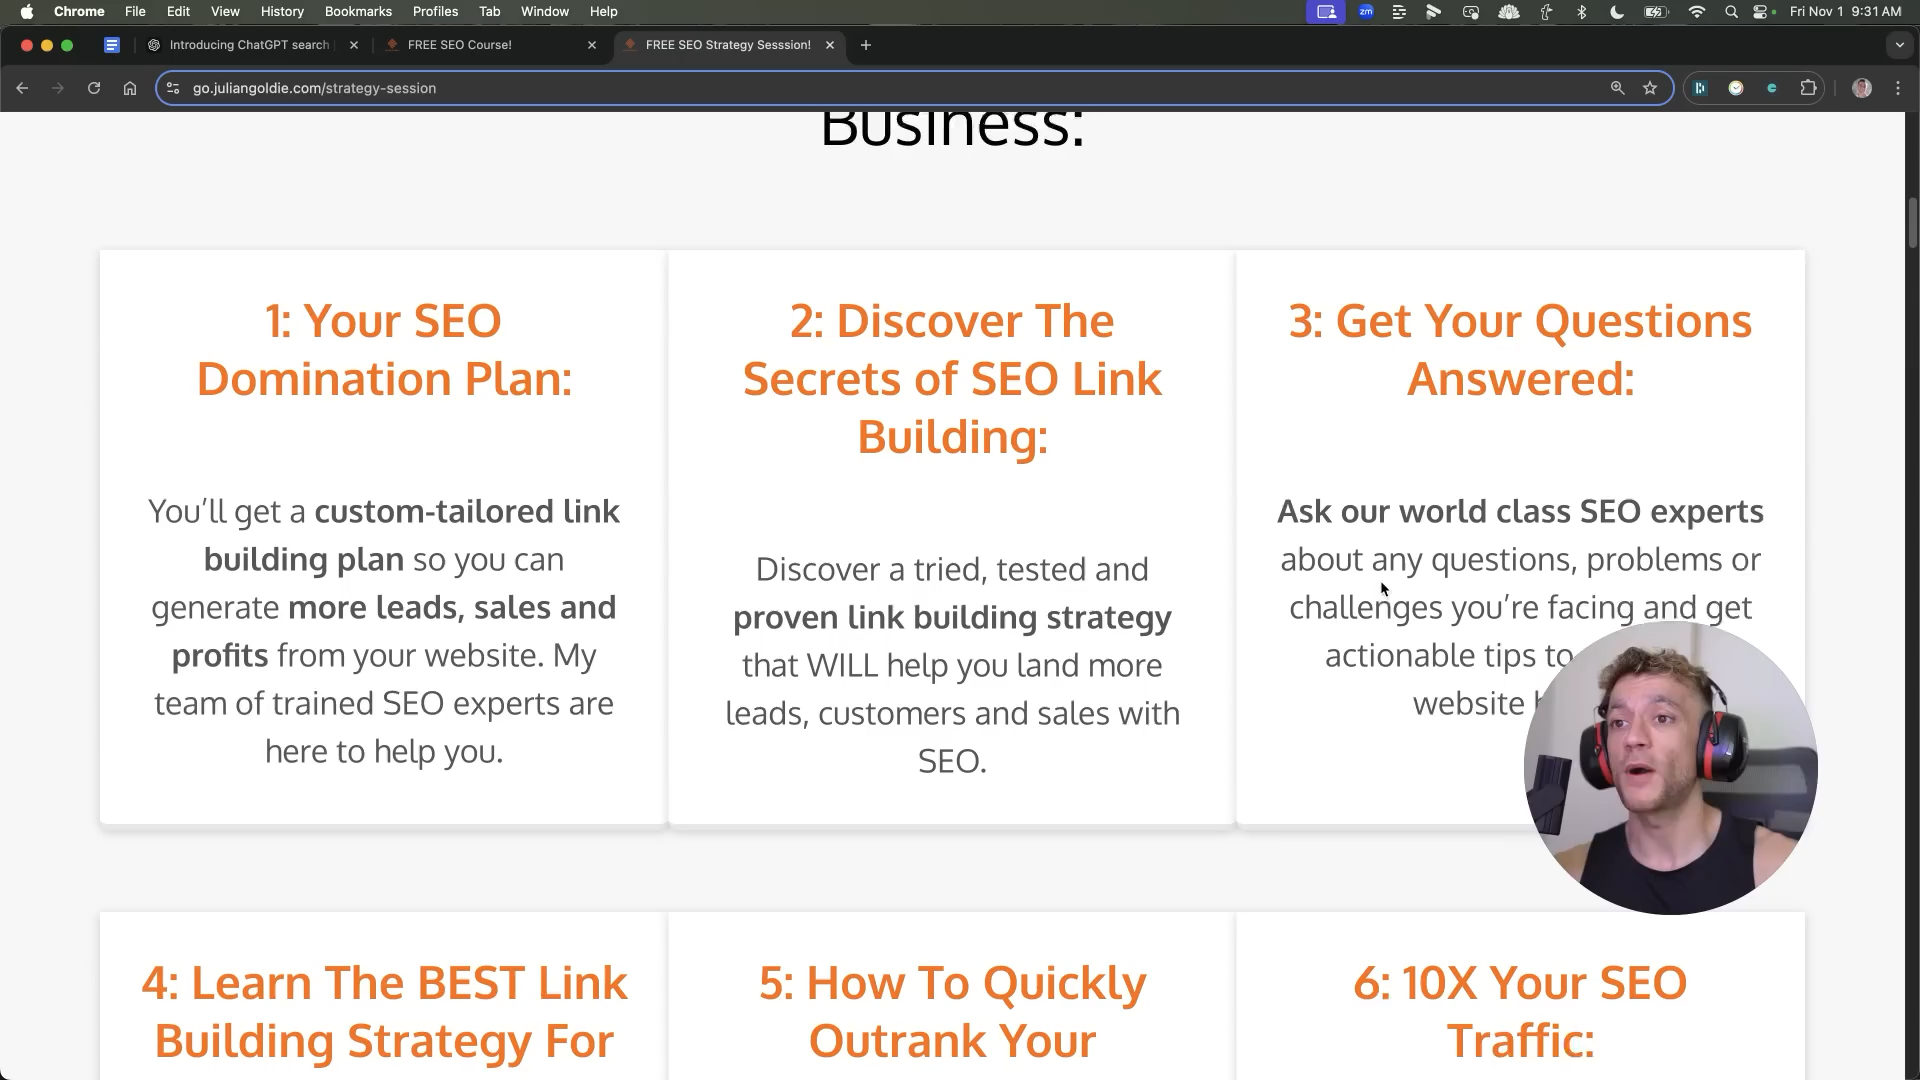 Chrome File Edit View History Bookmarks Profiles Tab Window Help zm Fri Nov 1 9:31 AM
Introducing ChatGPT search FREE SEO Course! FREE SEO Strategy Sesssion!
go.juliangoldie.com/strategy-session
Business:
1: Your SEO
Domination Plan:
You’ll get a custom-tailored link
building plan so you can
generate more leads, sales and
profits from your website. My
team of trained SEO experts are
here to help you.
2: Discover The
Secrets of SEO Link
Building:
Discover a tried, tested and
proven link building strategy
that WILL help you land more
leads, customers and sales with
SEO.
3: Get Your Questions
Answered:
Ask our world class SEO experts
about any questions, problems or
challenges you’re facing and get
actionable tips to
website
4: Learn The BEST Link
Building Strategy For
5: How To Quickly
Outrank Your
6: 10X Your SEO
Traffic: